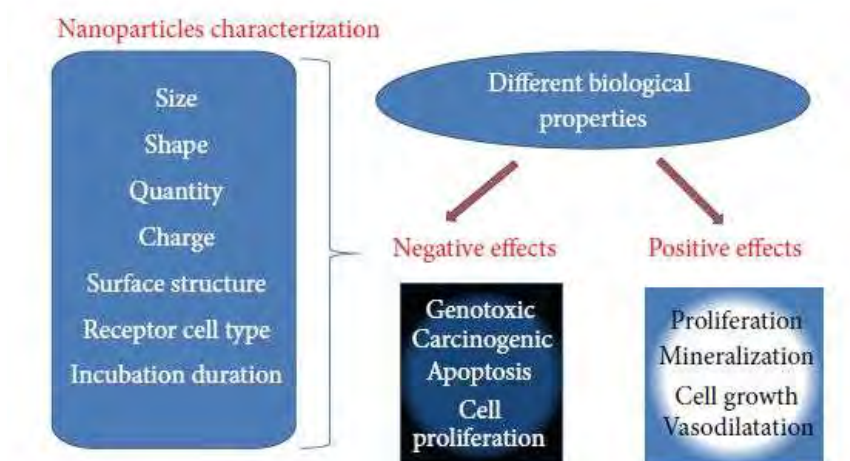 Nanoparticles characterization
Size
Shape
Quantity
Charge
Surface structure
Receptor cell type
Incubation duration
Different biological
properties
Negative effects
Genotoxic
Carcinogenic
Apoptosis
Cell
proliferation
Positive effects
Proliferation
Mineralization
Cell growth
Vasodilatation